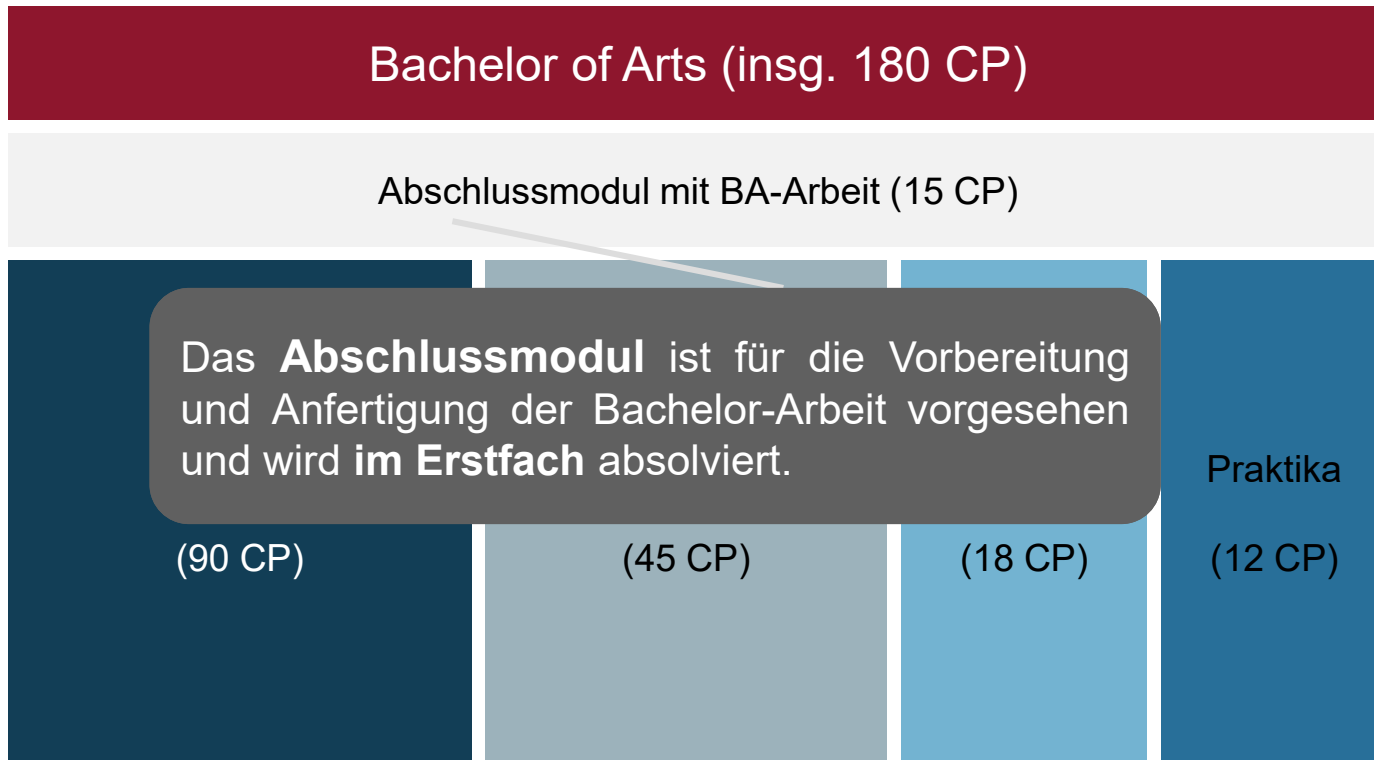 Bachelor of Arts (insg. 180 CP)
Abschlussmodul mit BA-Arbeit (15 CP)
Das Abschlussmodul ist für die Vorbereitung
und Anfertigung der Bachelor-Arbeit vorgesehen
und wird im Erstfach absolviert.
Praktika
(90 CP)
(45 CP)
(18 CP)
(12 CP)